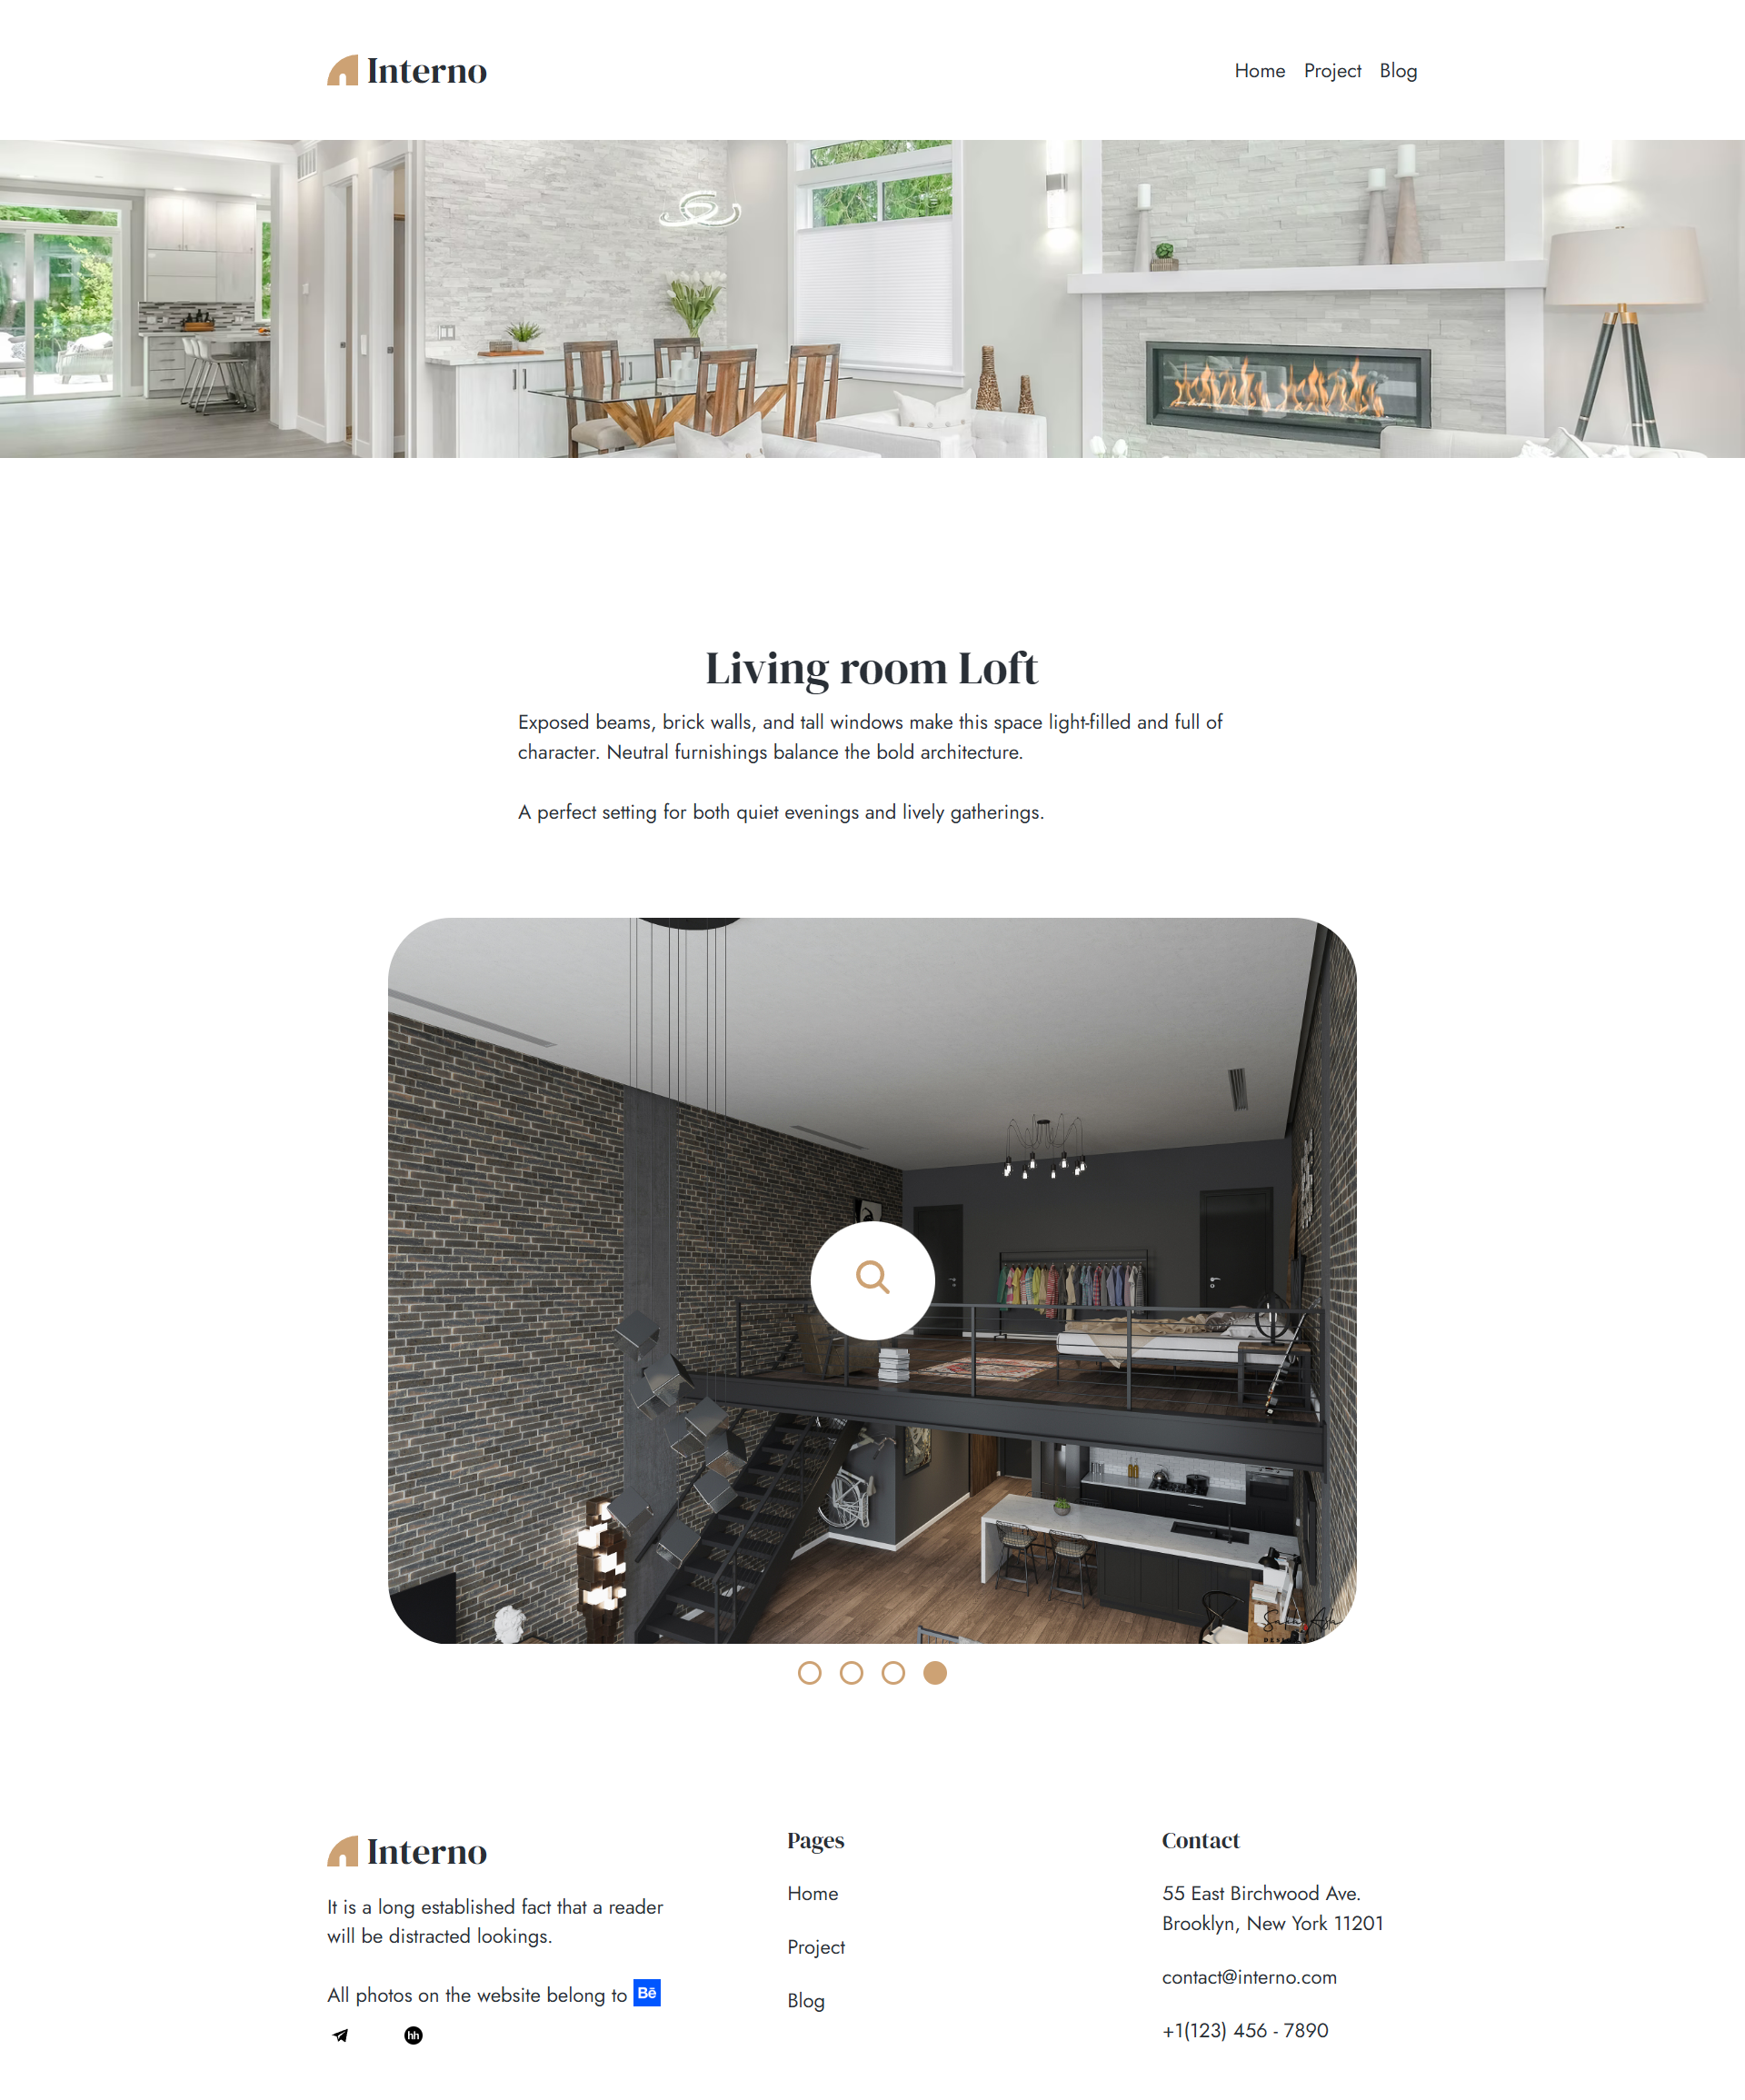 Interno
Home Project Blog
Living room Loft
Exposed beams, brick walls, and tall windows make this space light-filled and full of
character. Neutral furnishings balance the bold architecture.
A perfect setting for both quiet evenings and lively gatherings.
Interno
It is a long established fact that a reader
will be distracted lookings.
All photos on the website belong to Bē
hh
Pages
Home
Project
Blog
Contact
55 East Birchwood Ave.
Brooklyn, New York 11201
contact@interno.com
+1(123) 456 - 7890